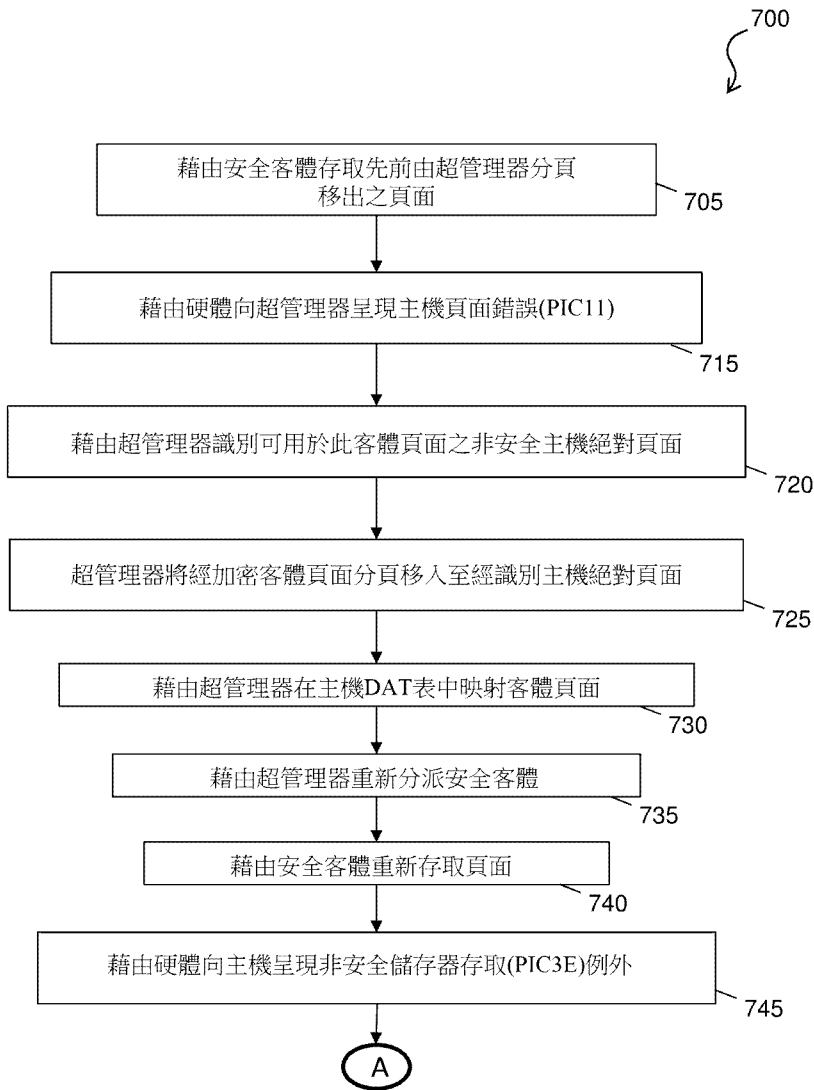 700
藉由安全客體存取先前由超管理器分頁
移出之頁面
705
藉由硬體向超管理器呈現主機頁面錯誤(PIC11)
715
藉由超管理器識別可用於此客體頁面之非安全主機絕對頁面
720
超管理器將經加密客體頁面分頁移入至經識別主機絕對頁面
725
藉由超管理器在主機DAT表中映射客體頁面
730
藉由超管理器重新分派安全客體
735
藉由安全客體重新存取頁面
740
藉由硬體向主機呈現非安全儲存器存取(PIC3E)例外
745
A